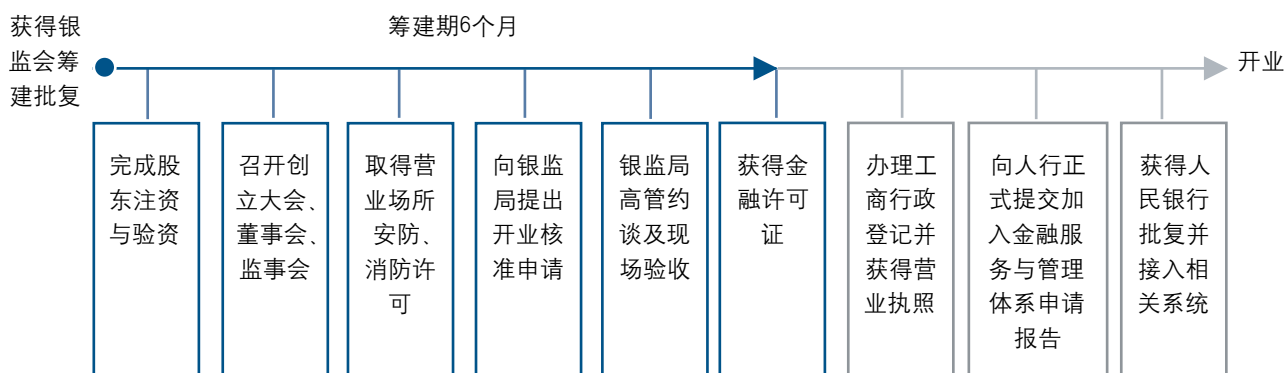 获得银
监会筹
建批复
筹建期6个月
开业
完成股
东注资
与验资
召开创
立大会、
董事会、
监事会
取得营
业场所
安防、
消防许
可
向银监
局提出
开业核
准申请
银监局
高管约
谈及现
场验收
获得金
融许可
证
办理工
商行政
登记并
获得营
业执照
向人行正
式提交加
入金融服
务与管理
体系申请
报告
获得人
民银行
批复并
接入相
关系统